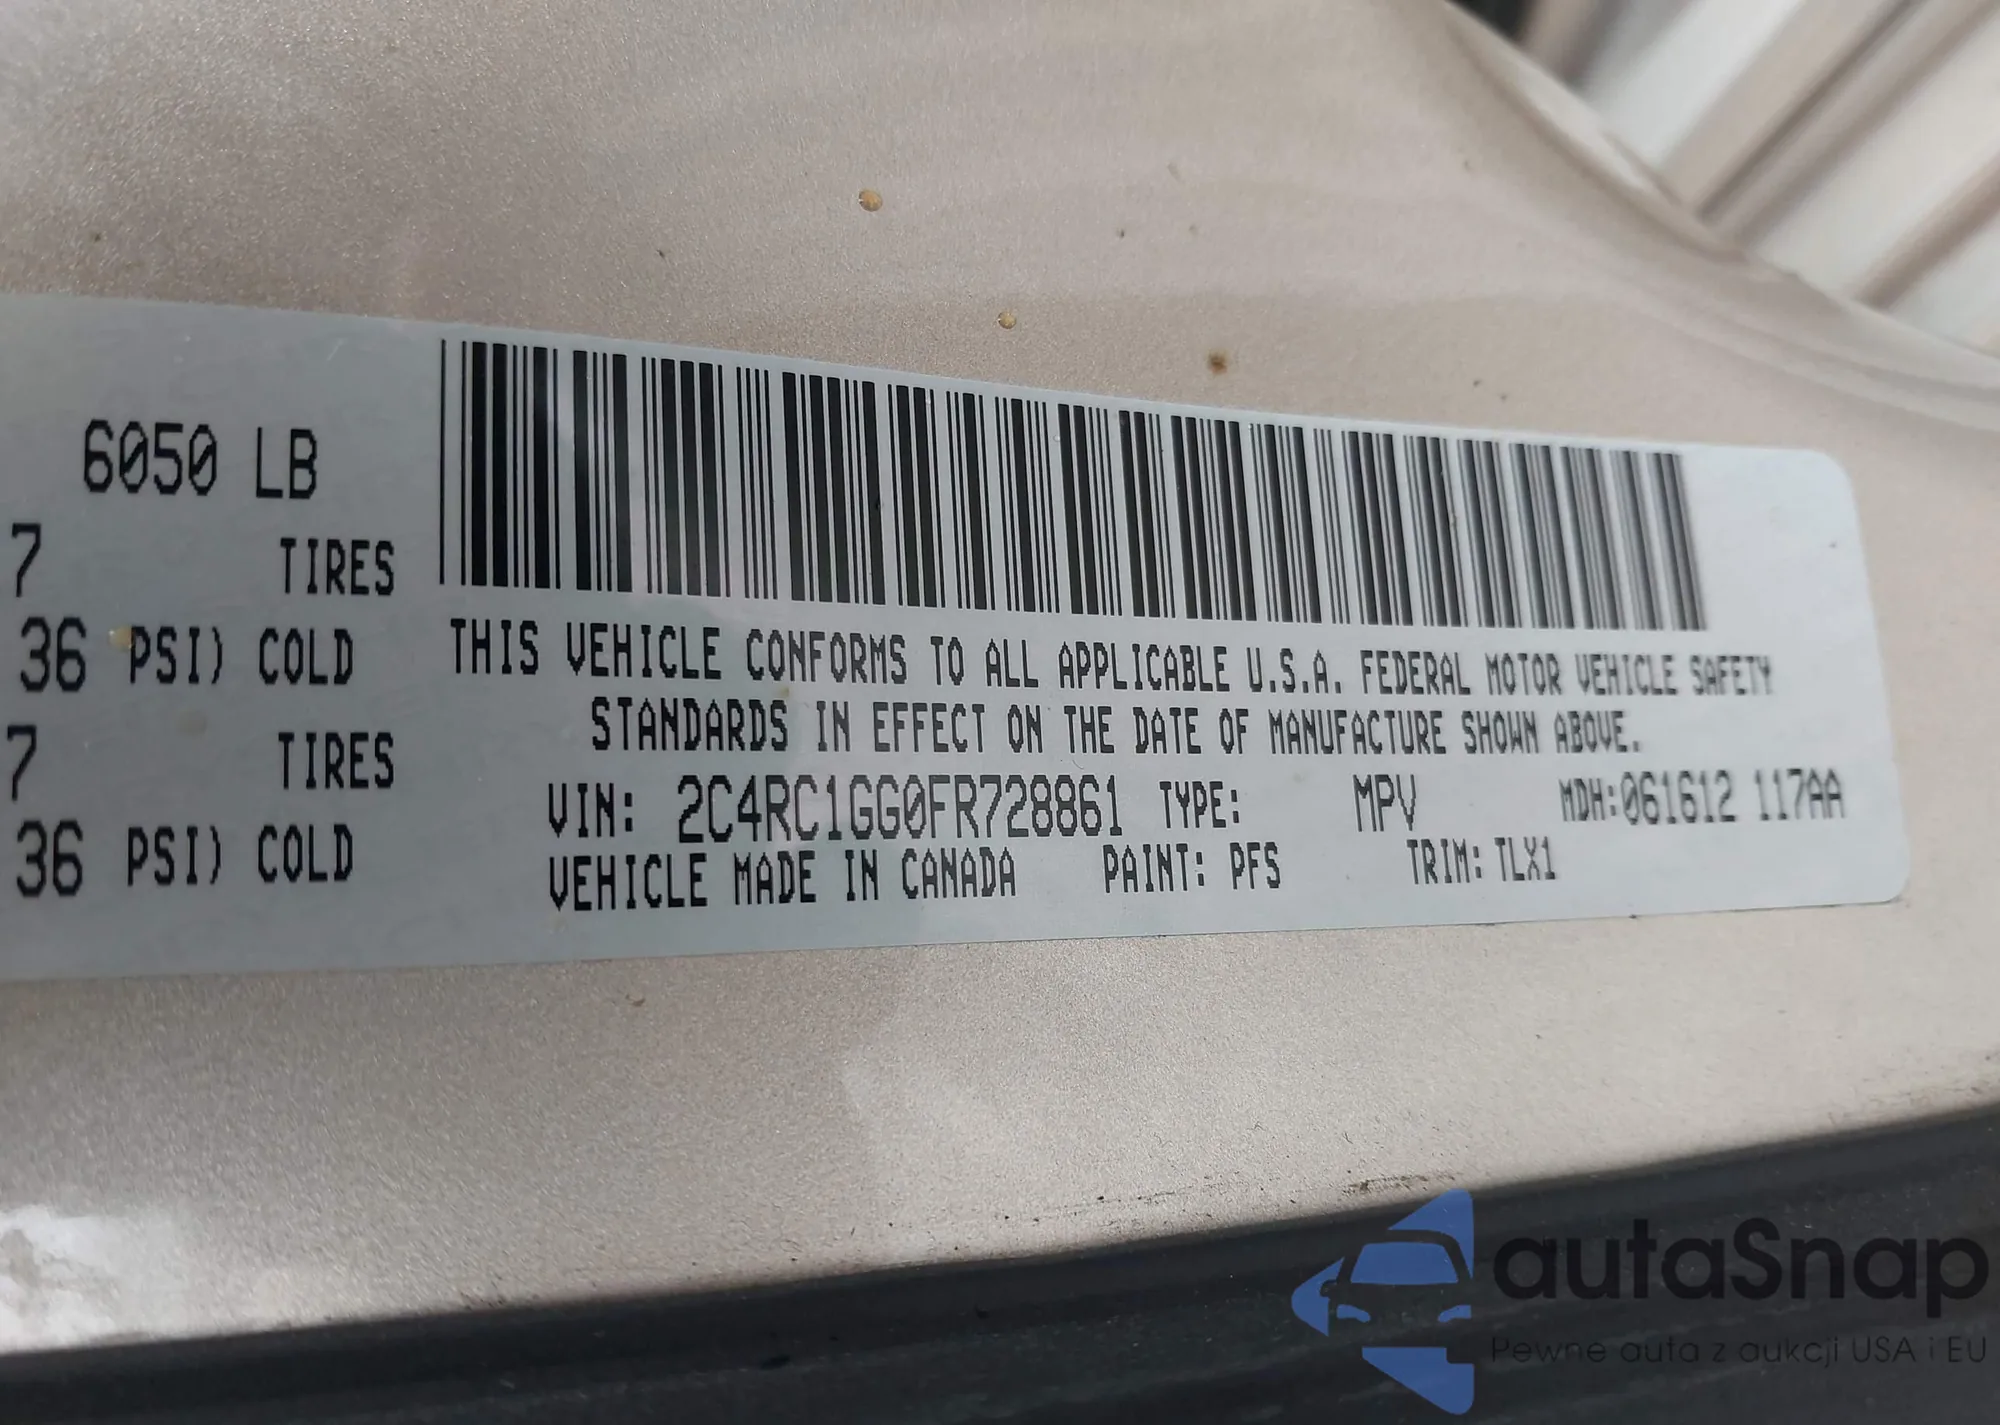 6050 LB
7 TIRES
36 PSI) COLD
7 TIRES
36 PSI) COLD
THIS VEHICLE CONFORMS TO ALL APPLICABLE U.S.A. FEDERAL MOTOR VEHICLE SAFETY
STANDARDS IN EFFECT ON THE DATE OF MANUFACTURE SHOWN ABOVE.
VIN: 2C4RC1GG0FR728861 TYPE: MPV MDH:061612 117AA
VEHICLE MADE IN CANADA PAINT: PFS TRIM: TLX1
autaSnap
Pewne auta z aukcji USA i EU